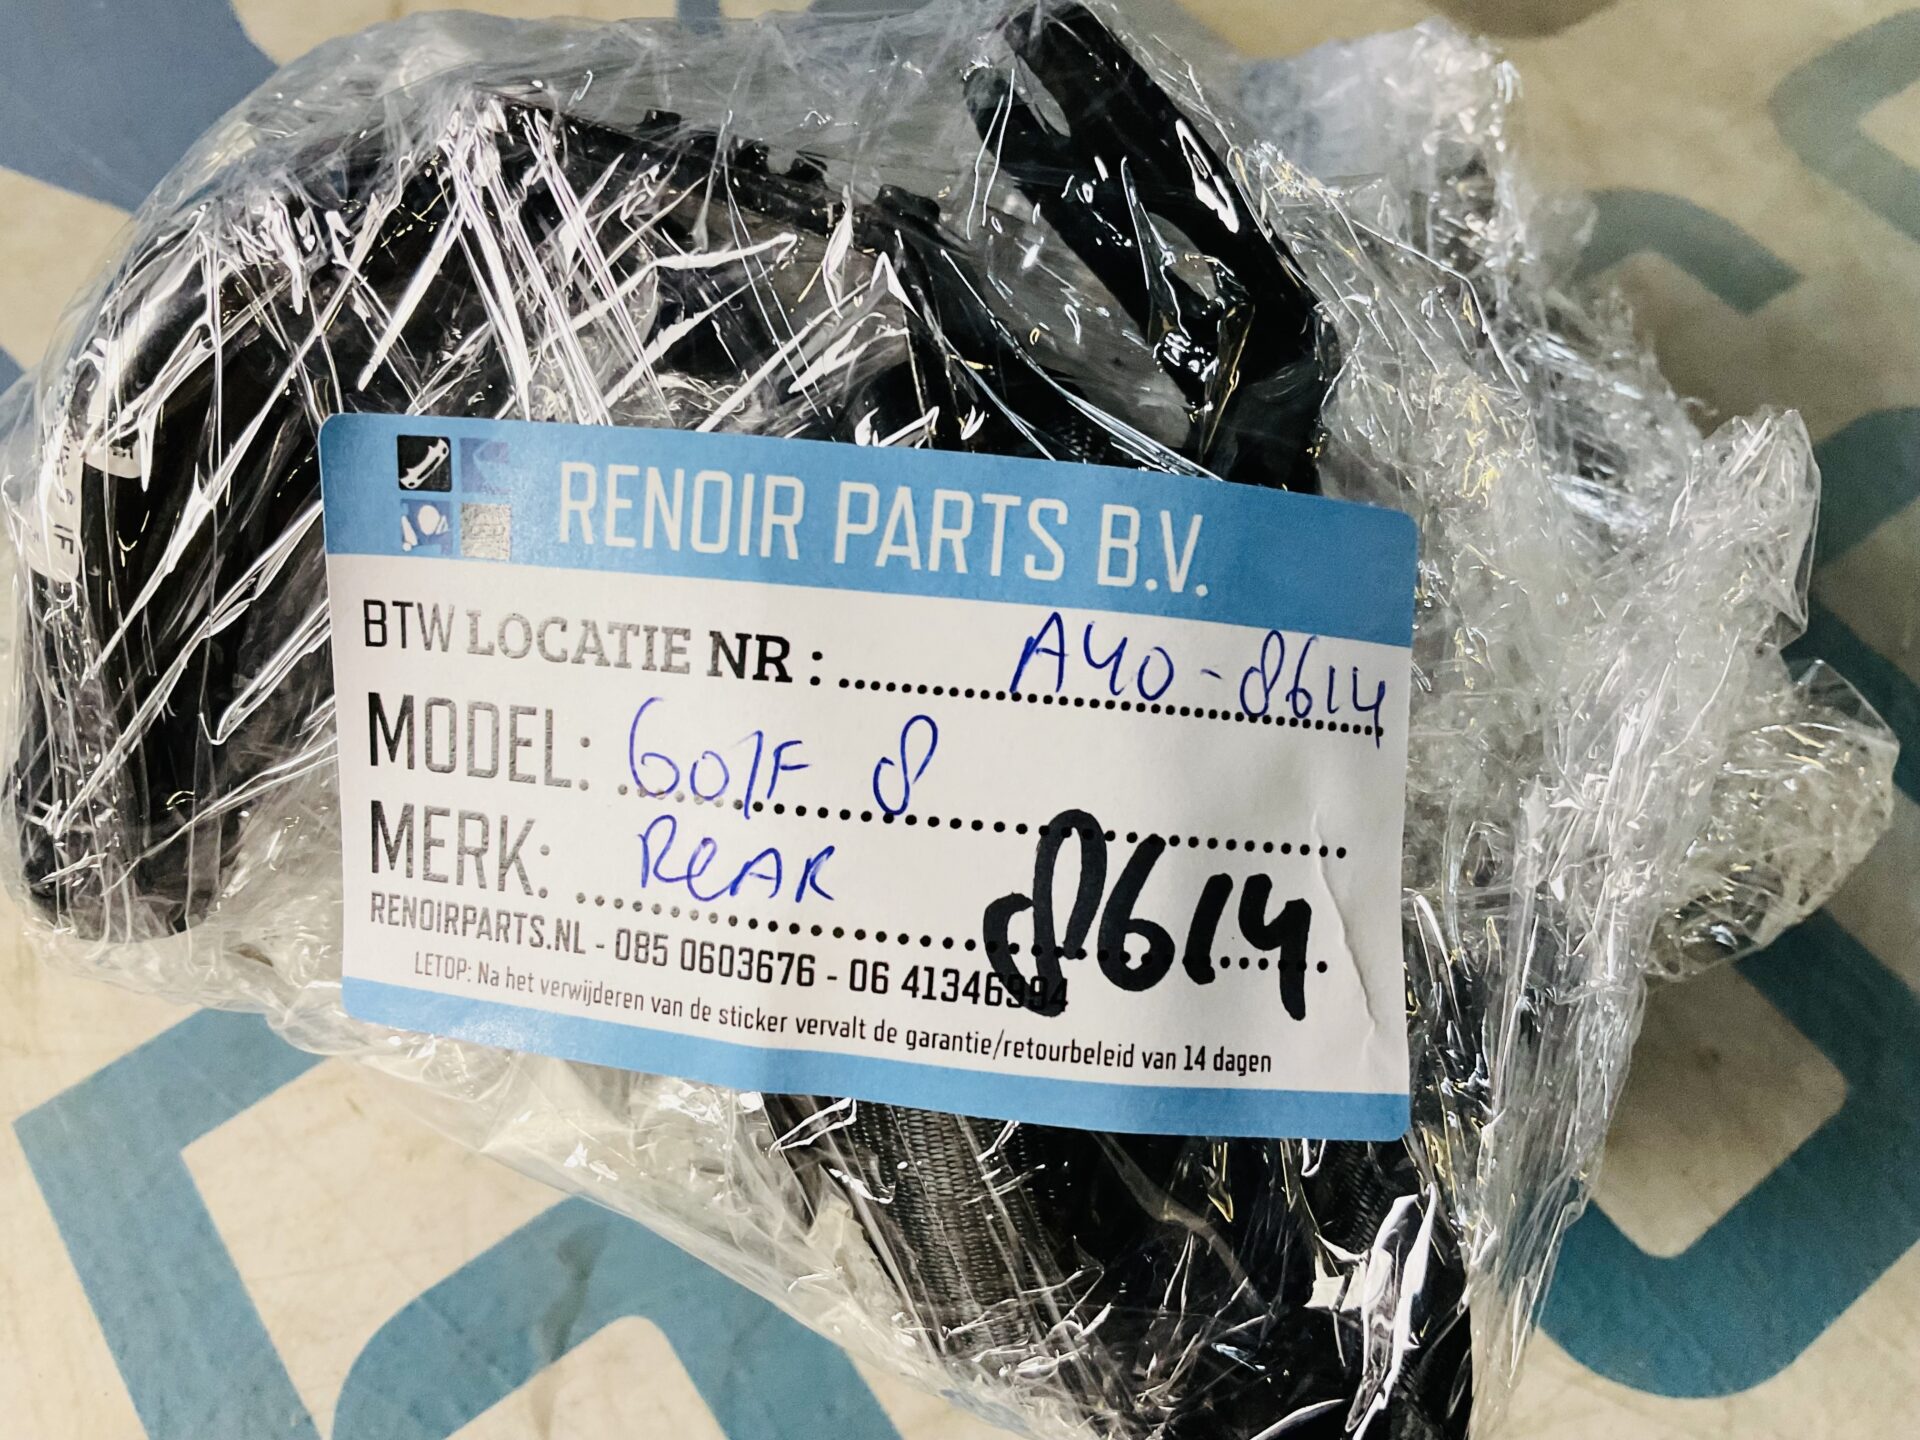 RENOIR PARTS B.V.
BTW LOCATIE NR : A40-8614
MODEL: Golf 8
MERK: ReAR
8614
RENOIRPARTS.NL - 085 0603676 - 06 41346994
LETOP: Na het verwijderen van de sticker vervalt de garantie/retourbeleid van 14 dagen